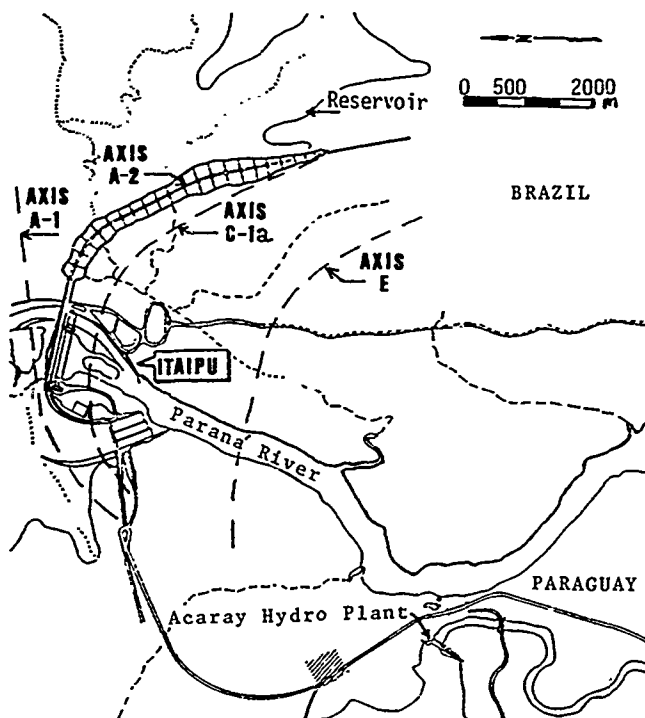 N
0 500 2000
m
Reservoir
AXIS
A-2
AXIS
A-1
BRAZIL
AXIS
C-1a
AXIS
E
ITAIPU
Parana River
PARAGUAY
Acaray Hydro Plant